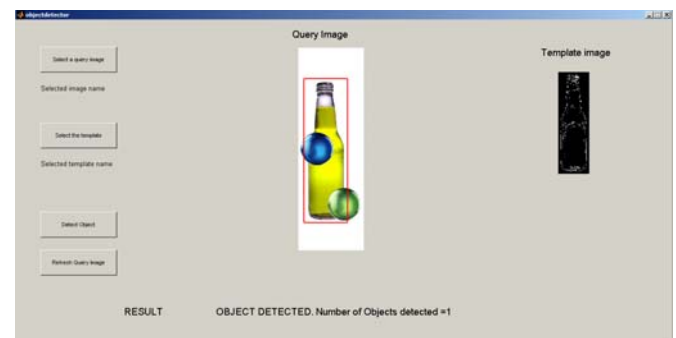 objectdetector
Query Image
Template image
Select a query image
Selected image name
Select the template
Selected template name
Detect Object
Refresh Query Image
RESULT OBJECT DETECTED. Number of Objects detected =1